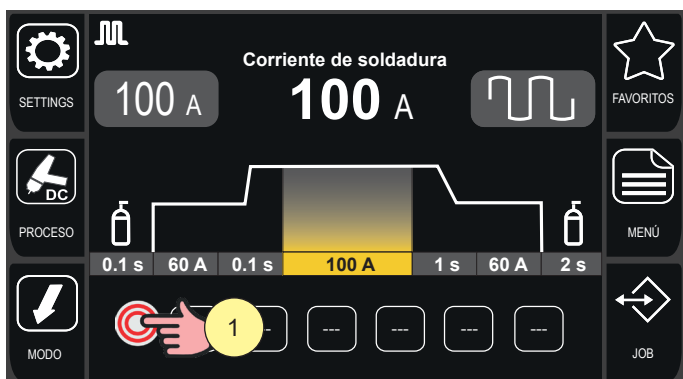 SETTINGS
PROCESO
DC
MODO
Corriente de soldadura
100 A
100 A
0.1 s 60 A 0.1 s 100 A 1 s 60 A 2 s
1
--- --- --- --- ---
FAVORITOS
MENÚ
JOB